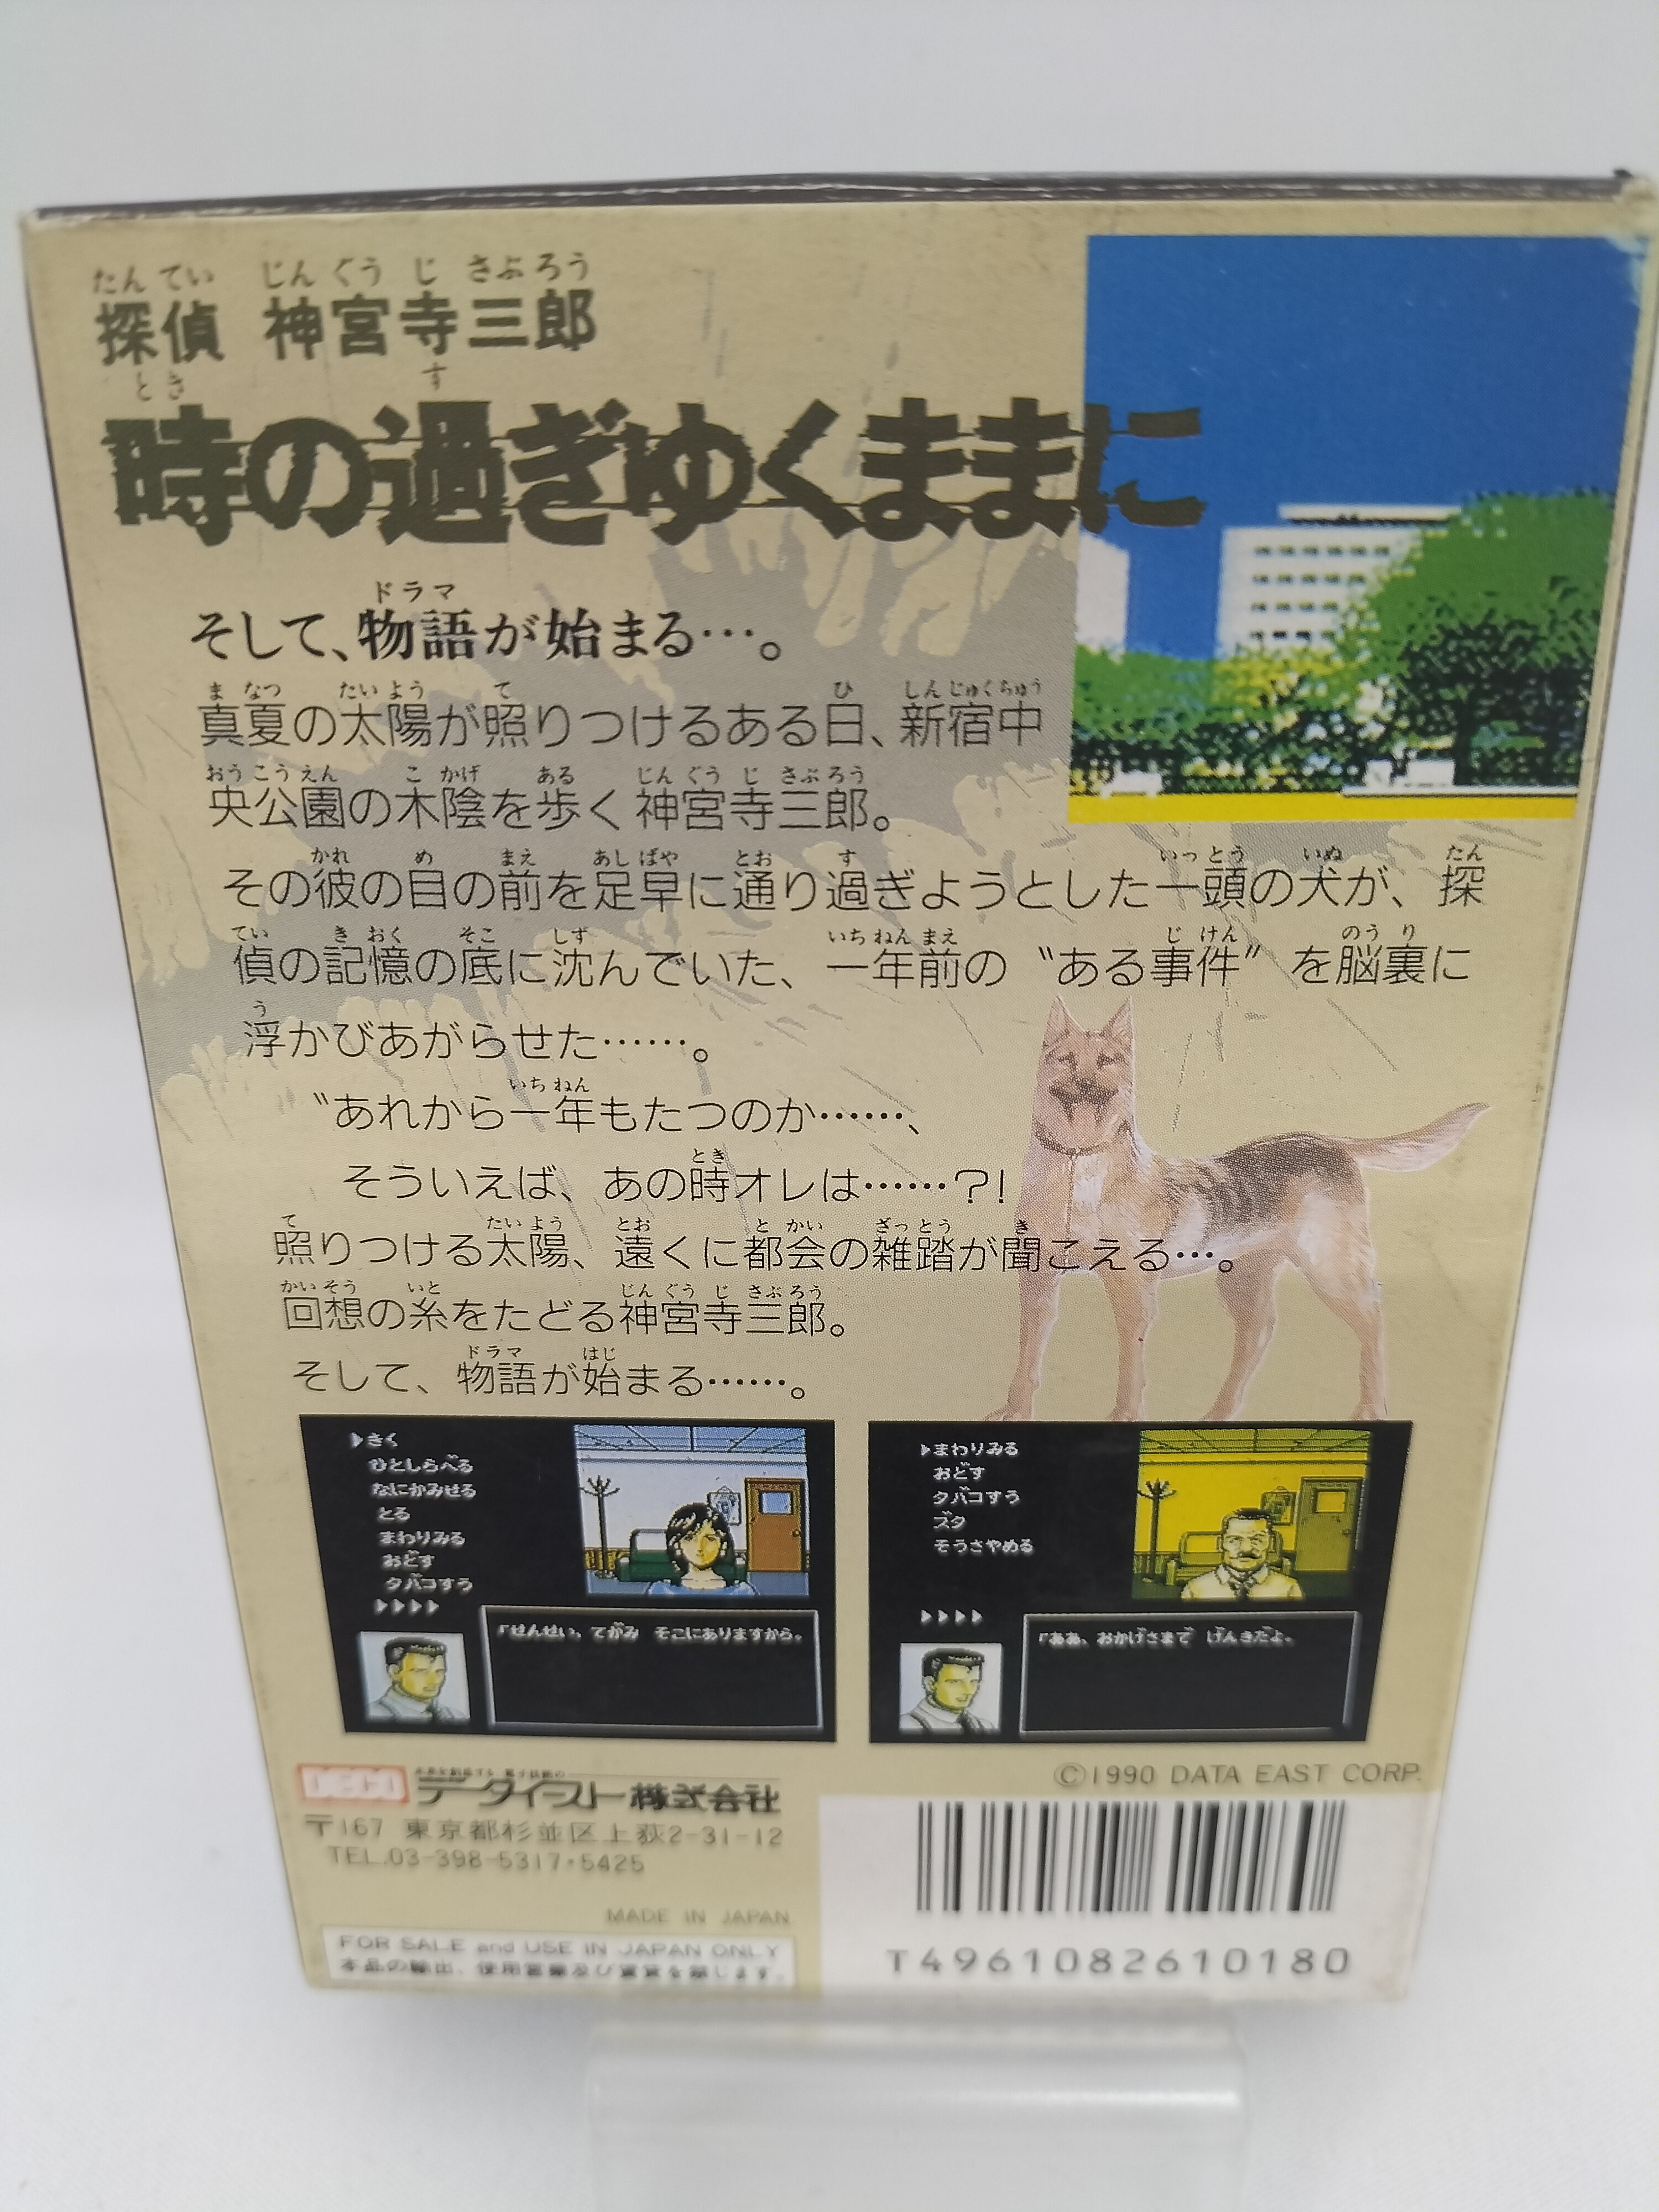 たんてい じんぐうじ さぶろう
探偵 神宮寺三郎
とき す
時の過ぎゆくままに
ドラマ
そして、物語が始まる…。
まなつ たいよう て ひ しんじゅくちゅう
真夏の太陽が照りつけるある日、新宿中
おうこうえん こかげ ある じんぐうじ さぶろう
央公園の木陰を歩く神宮寺三郎。
かれ め まえ あしばや とお す いっとう いぬ たん
その彼の目の前を足早に通り過ぎようとした一頭の犬が、探
てい きおく そこ しず いちねんまえ じけん のうり
偵の記憶の底に沈んでいた、一年前の〝ある事件〟を脳裏に
う
浮かびあがらせた……。
いちねん
〝あれから一年もたつのか……、
とき
そういえば、あの時オレは……?!
て たいよう とお とかい ざっとう き
照りつける太陽、遠くに都会の雑踏が聞こえる…。
かいそう いと じんぐうじ さぶろう
回想の糸をたどる神宮寺三郎。
ドラマ はじ
そして、物語が始まる……。
▶きく
ひとしらべる
なにかみせる
とる
まわりみる
おどす
タバコすう
▶▶▶▶
「せんせい、てがみ そこにありますから。
▶まわりみる
おどす
タバコすう
ズタ
そうさやめる
▶▶▶▶
「ああ、おかげさまで げんきだよ。
©1990 DATA EAST CORP.
DECO データイースト株式会社
〒167 東京都杉並区上荻2-31-12
TEL.03-398-5317・5425
MADE IN JAPAN
FOR SALE and USE IN JAPAN ONLY
本品の輸出、使用営業及び賃貸を禁じます。
T4961082610180